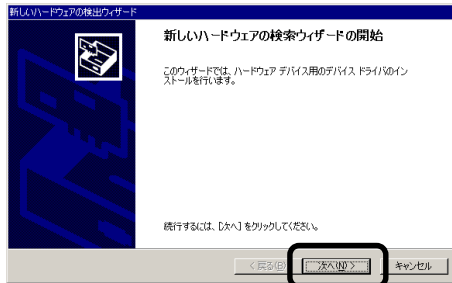 新しいハードウェアの検出ウィザード
新しいハードウェアの検索ウィザードの開始
このウィザードでは、ハードウェア デバイス用のデバイス ドライバのイン
ストールを行います。
続行するには、[次へ] をクリックしてください。
< 戻る(B)
次へ(N) >
キャンセル